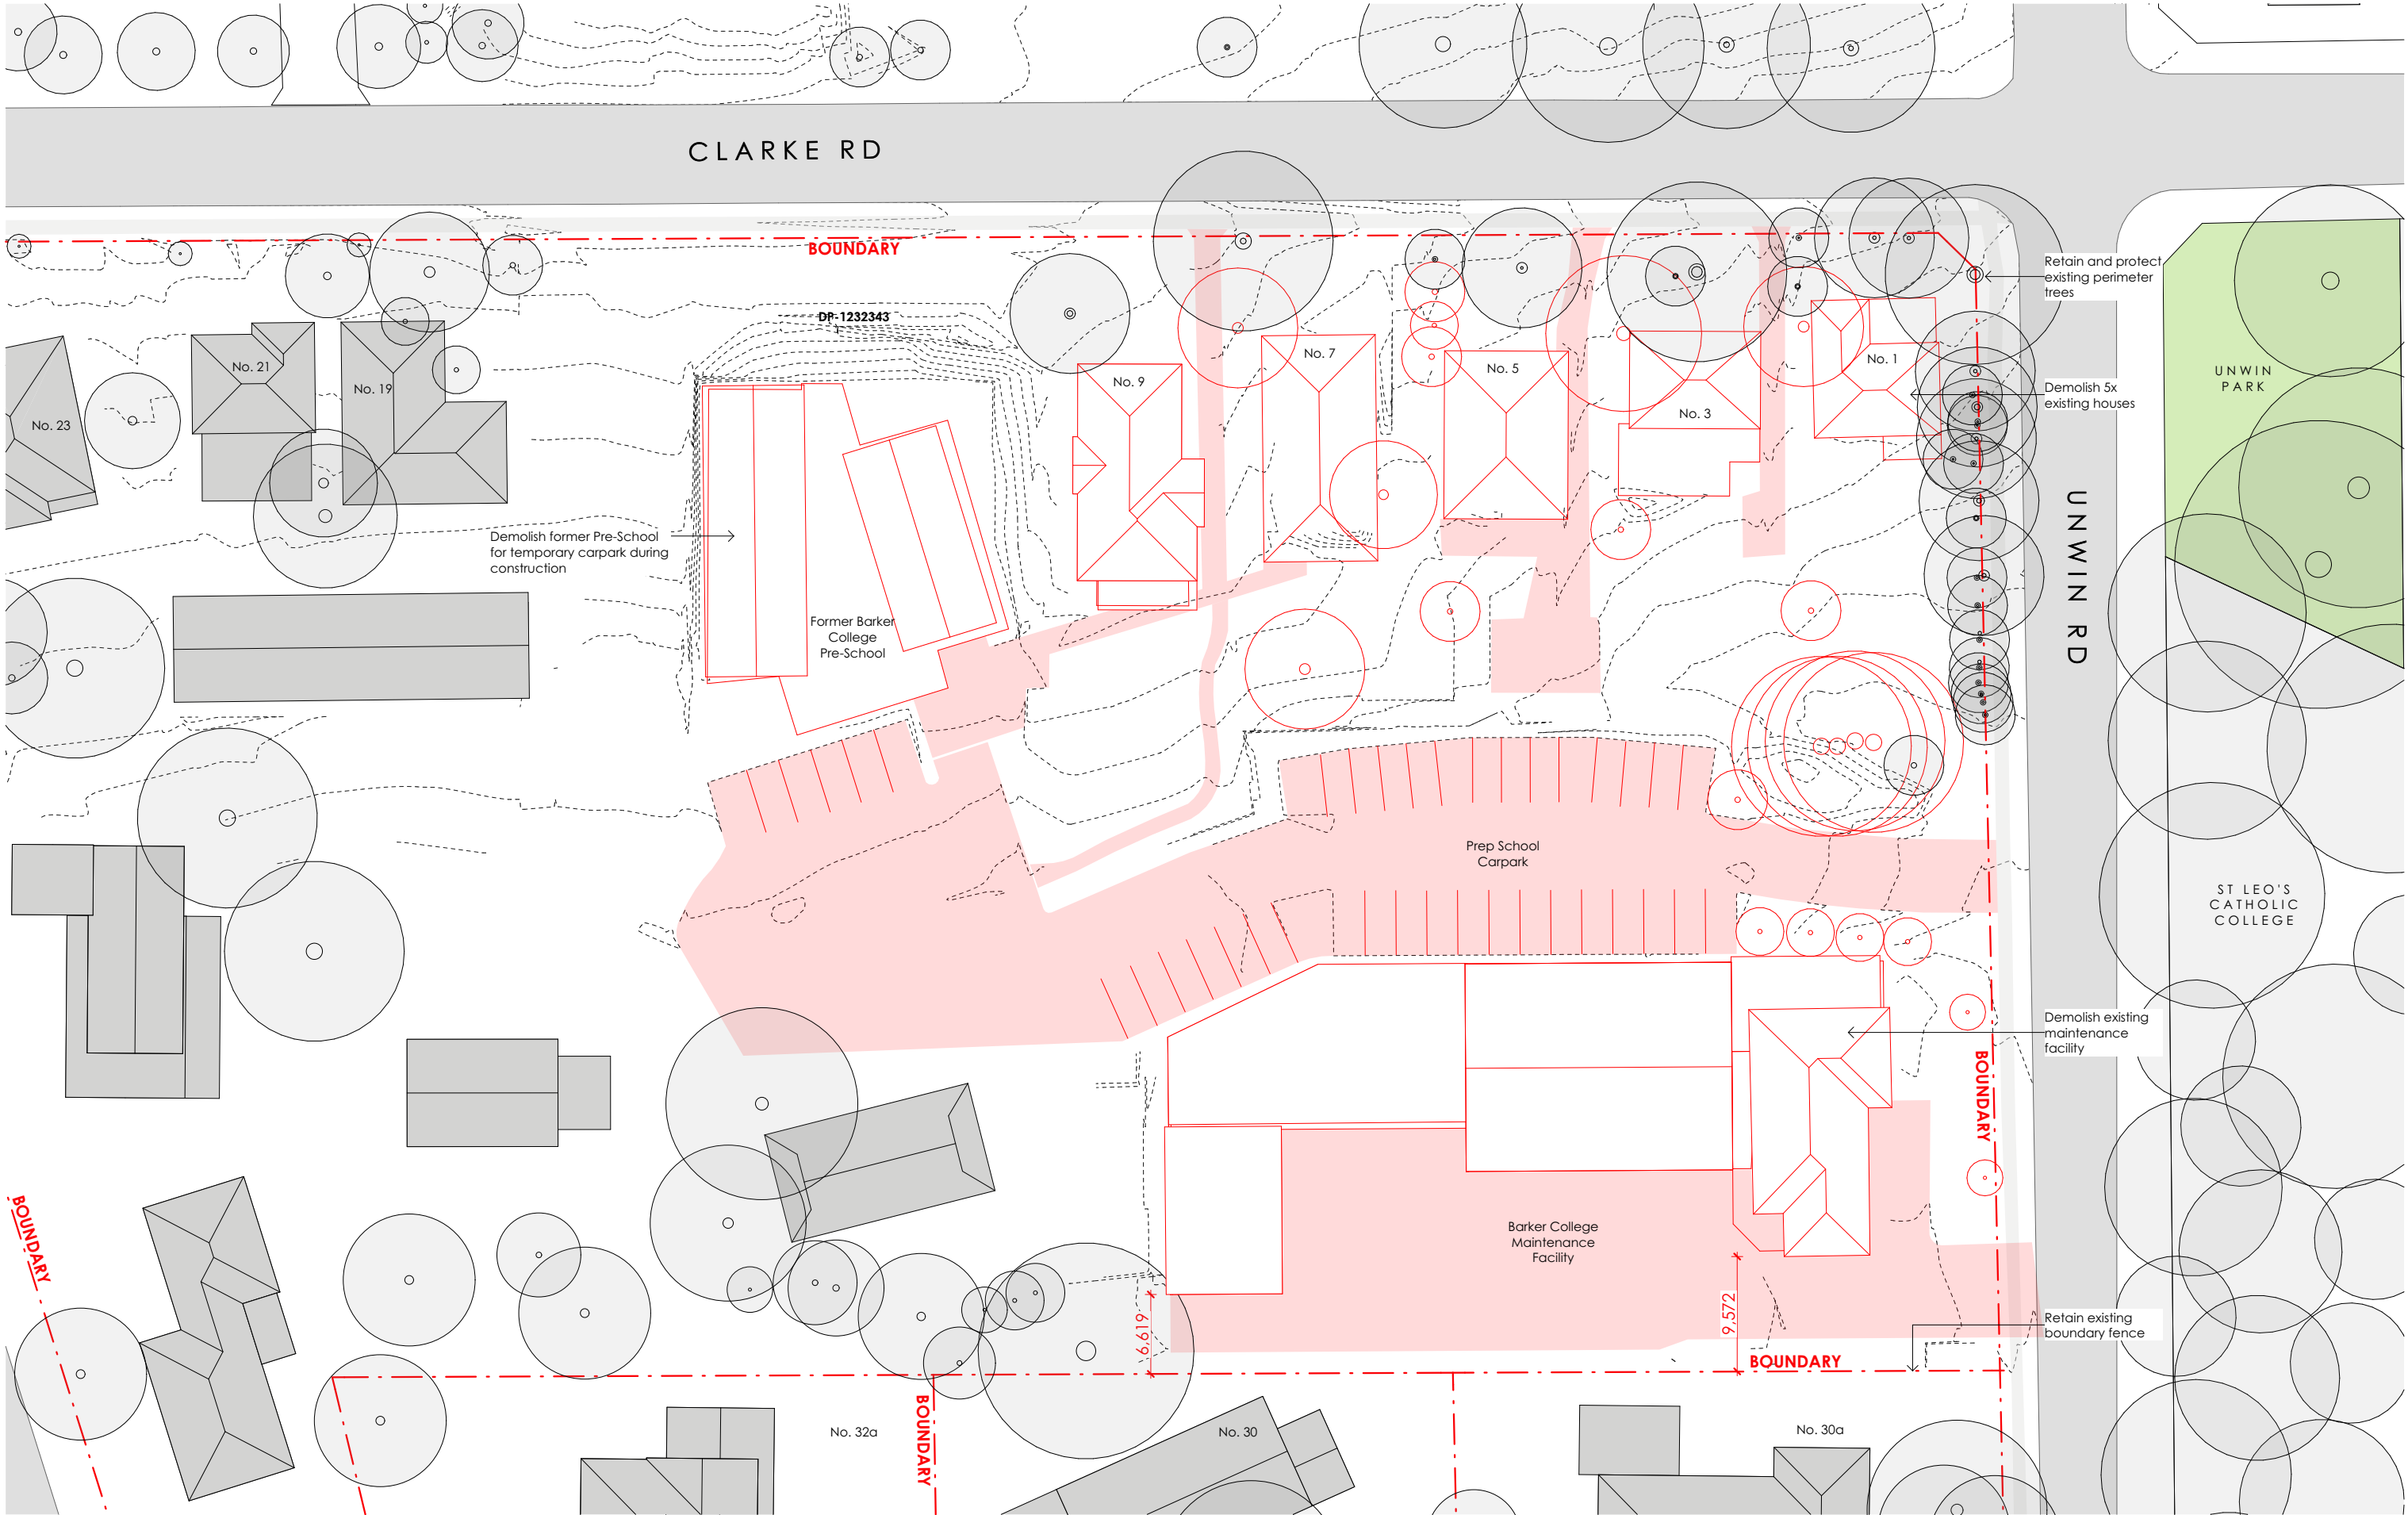 CLARKE RD
BOUNDARY
Retain and protect
existing perimeter
trees
DP-1232343
No. 21
No. 19
No. 23
No. 9
No. 7
No. 5
No. 3
No. 1
UNWIN
PARK
Demolish 5x
existing houses
UNWIN RD
Demolish former Pre-School
for temporary carpark during
construction
Former Barker
College
Pre-School
Prep School
Carpark
ST LEO'S
CATHOLIC
COLLEGE
Demolish existing
maintenance
facility
BOUNDARY
BOUNDARY
Barker College
Maintenance
Facility
6,619
9,572
Retain existing
boundary fence
BOUNDARY
BOUNDARY
No. 32a
No. 30
No. 30a